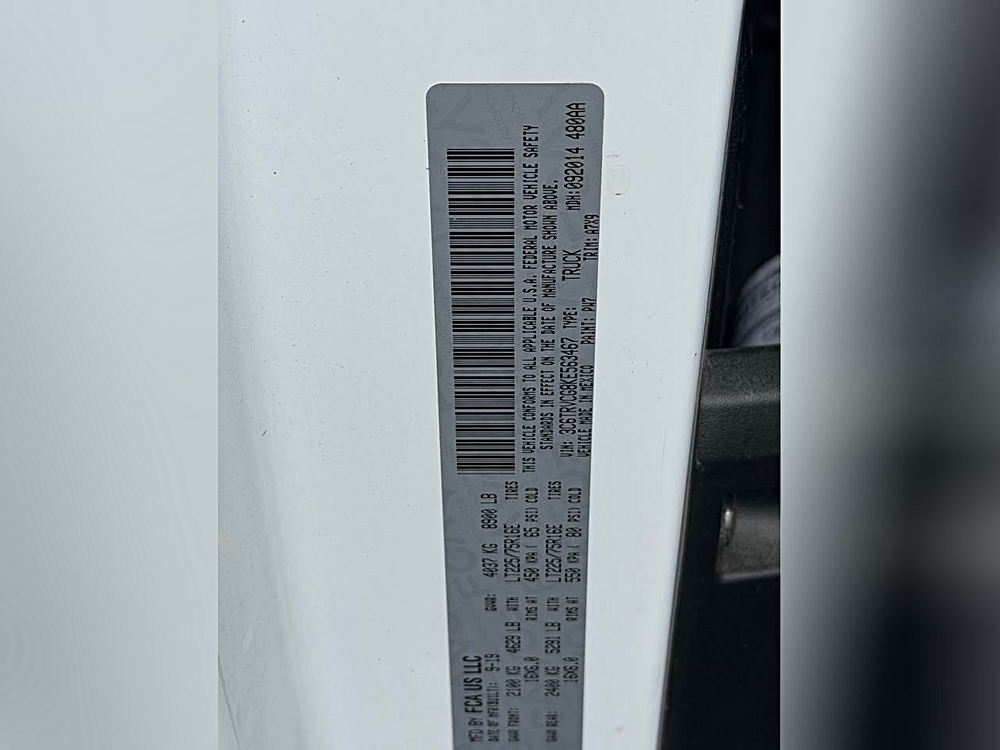 MFD BY FCA US LLC
DATE OF MFR(BUILT): 9-19 GVWR: 4037 KG 8900 LB
GAWR FRONT: 2100 KG 4629 LB WITH LT225/75R16E TIRES
16X6.0 RIMS AT 450 KPA ( 65 PSI) COLD
GAWR REAR: 2400 KG 5291 LB WITH LT225/75R16E TIRES
16X6.0 RIMS AT 550 KPA ( 80 PSI) COLD
THIS VEHICLE CONFORMS TO ALL APPLICABLE U.S.A. FEDERAL MOTOR VEHICLE SAFETY
STANDARDS IN EFFECT ON THE DATE OF MANUFACTURE SHOWN ABOVE.
VIN: 3C6TRVCG8KE563467 TYPE: TRUCK MDH:092014 480AA
VEHICLE MADE IN MEXICO PAINT: PW7 TRIM: A7X9